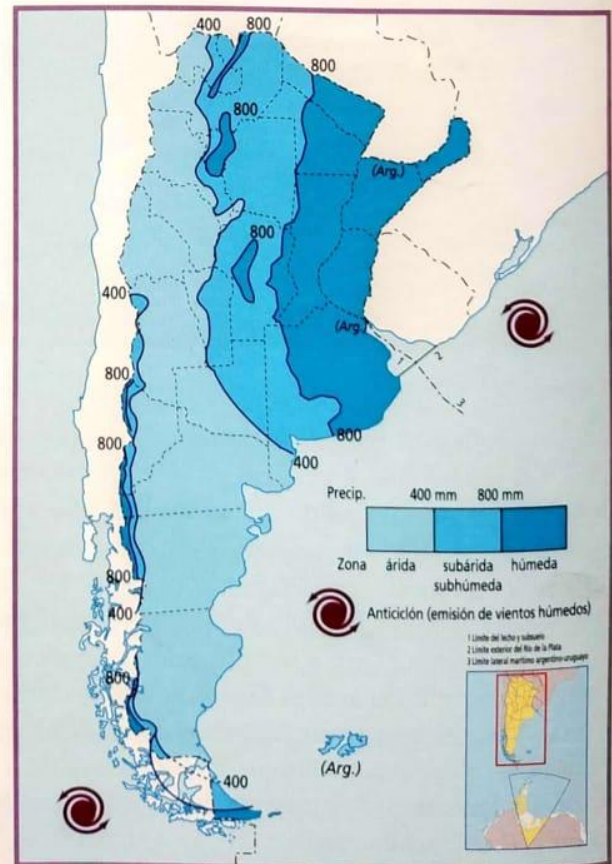 400
800
800
800
800
(Arg.)
800
400
(Arg.)
1
2
3
800
800
800
400
Precip.
400 mm
800 mm
Zona
árida
subárida
subhúmeda
húmeda
800
400
Anticiclón (emisión de vientos húmedos)
1 Límite del lecho y subsuelo
2 Límite exterior del Río de la Plata
3 Límite lateral marítimo argentino-uruguayo
800
(Arg.)
400